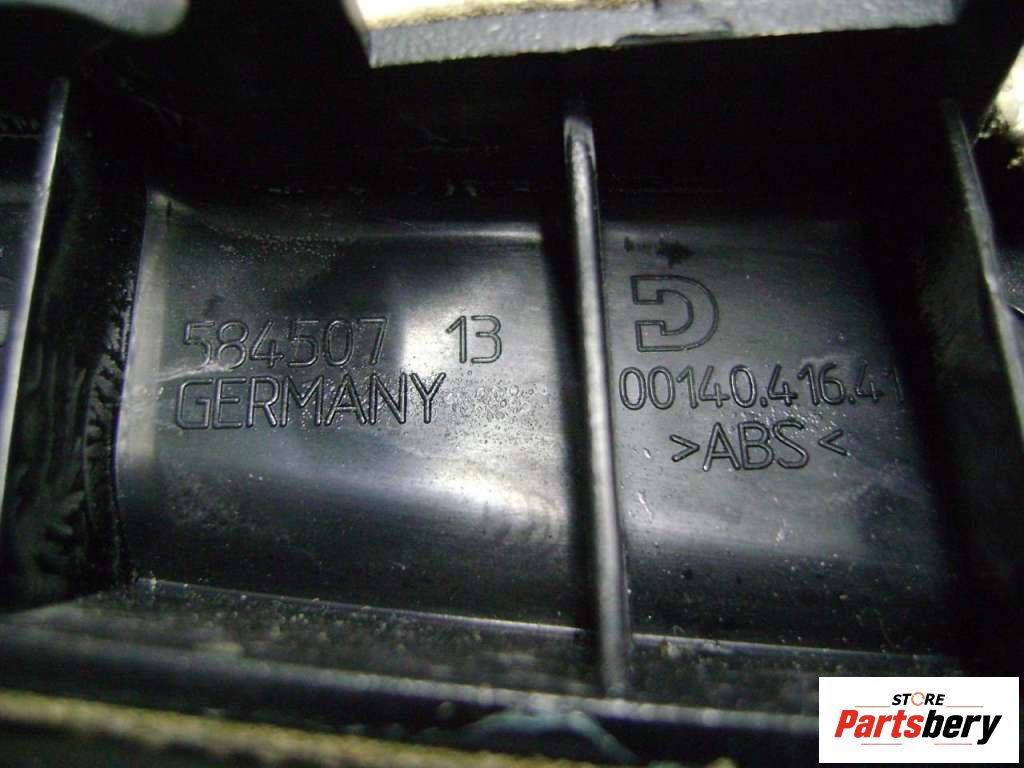 584507 13
GERMANY
D
00140.416.41
>ABS<
STORE
Partsbery